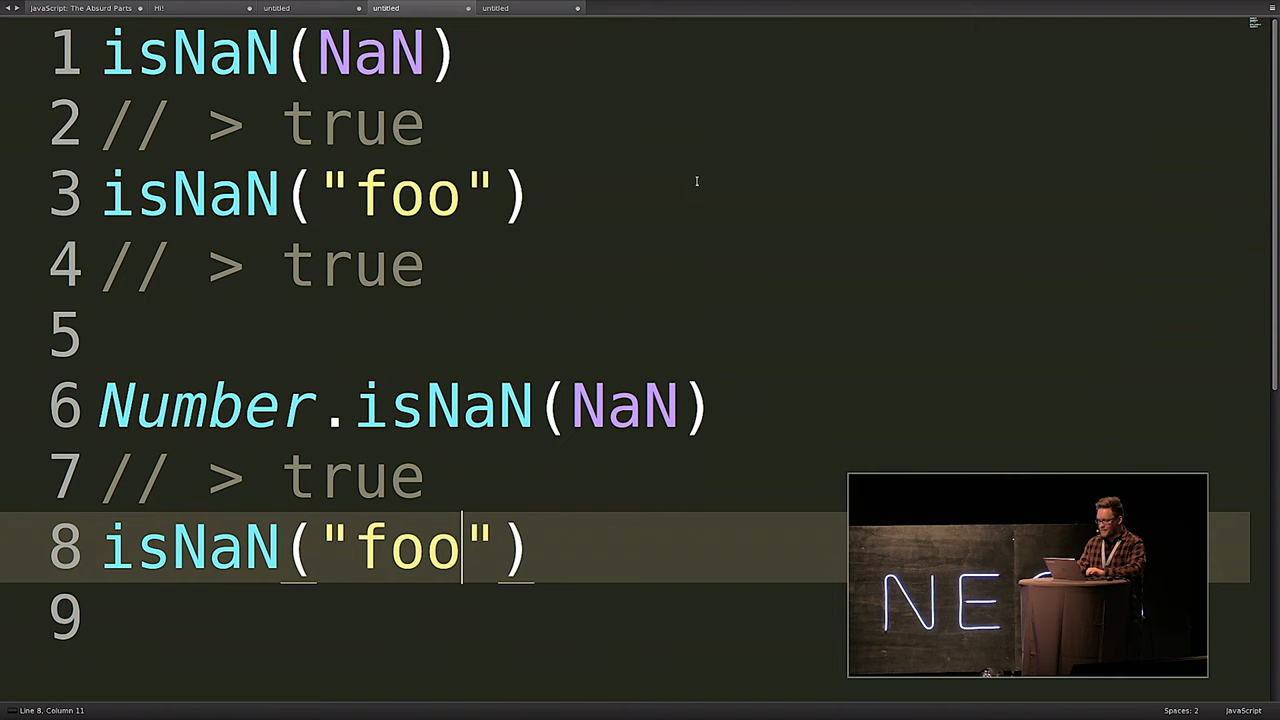 JavaScript: The Absurd Parts
Hi!
untitled
untitled
untitled
1 isNaN(NaN)
2 // > true
3 isNaN("foo")
4 // > true
5
6 Number.isNaN(NaN)
7 // > true
8 isNaN("foo")
9
NE
Line 8, Column 11
Spaces: 2
JavaScript